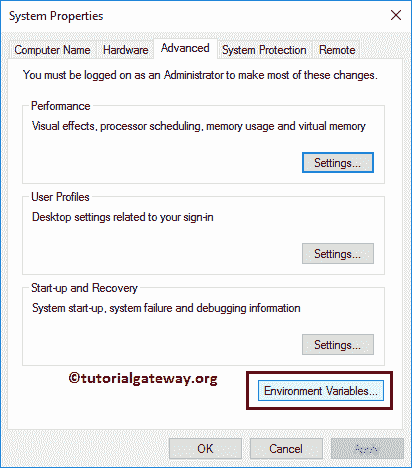 System Properties
Computer Name Hardware Advanced System Protection Remote
You must be logged on as an Administrator to make most of these changes.
Performance
Visual effects, processor scheduling, memory usage and virtual memory
Settings...
User Profiles
Desktop settings related to your sign-in
Settings...
Start-up and Recovery
System start-up, system failure and debugging information
Settings...
©tutorialgateway.org
Environment Variables...
OK Cancel Apply